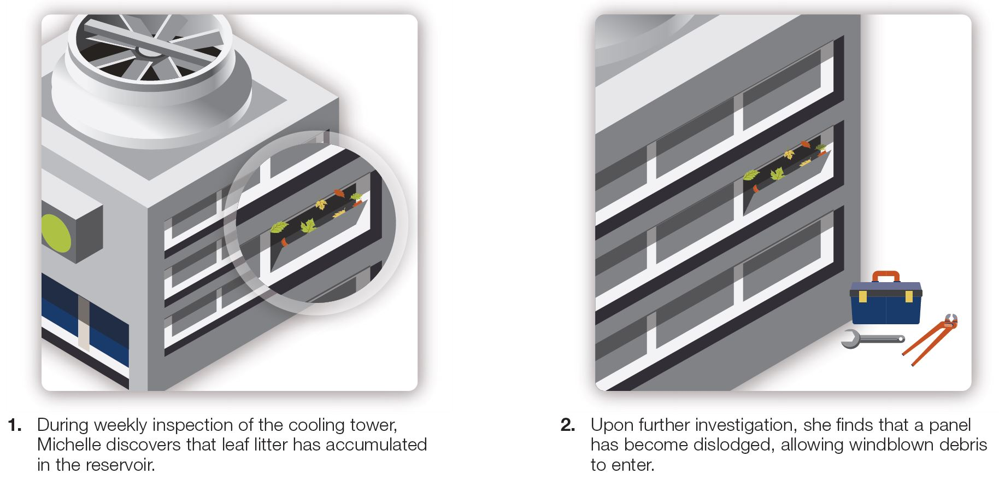 1. During weekly inspection of the cooling tower,
Michelle discovers that leaf litter has accumulated
in the reservoir.
2. Upon further investigation, she finds that a panel
has become dislodged, allowing windblown debris
to enter.